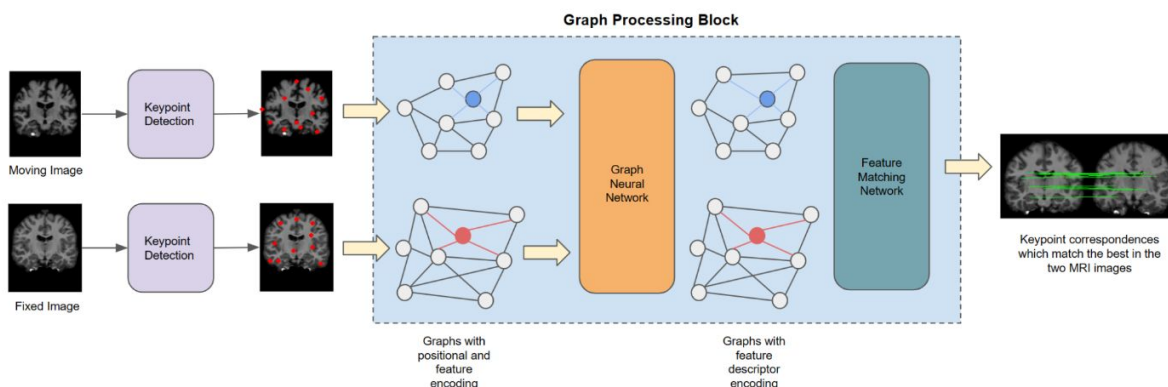 Graph Processing Block
Keypoint
Detection
Moving Image
Graph
Neural
Network
Feature
Matching
Network
Keypoint
Detection
Fixed Image
Keypoint correspondences
which match the best in the
two MRI images
Graphs with
positional and
feature
encoding
Graphs with
feature
descriptor
encoding